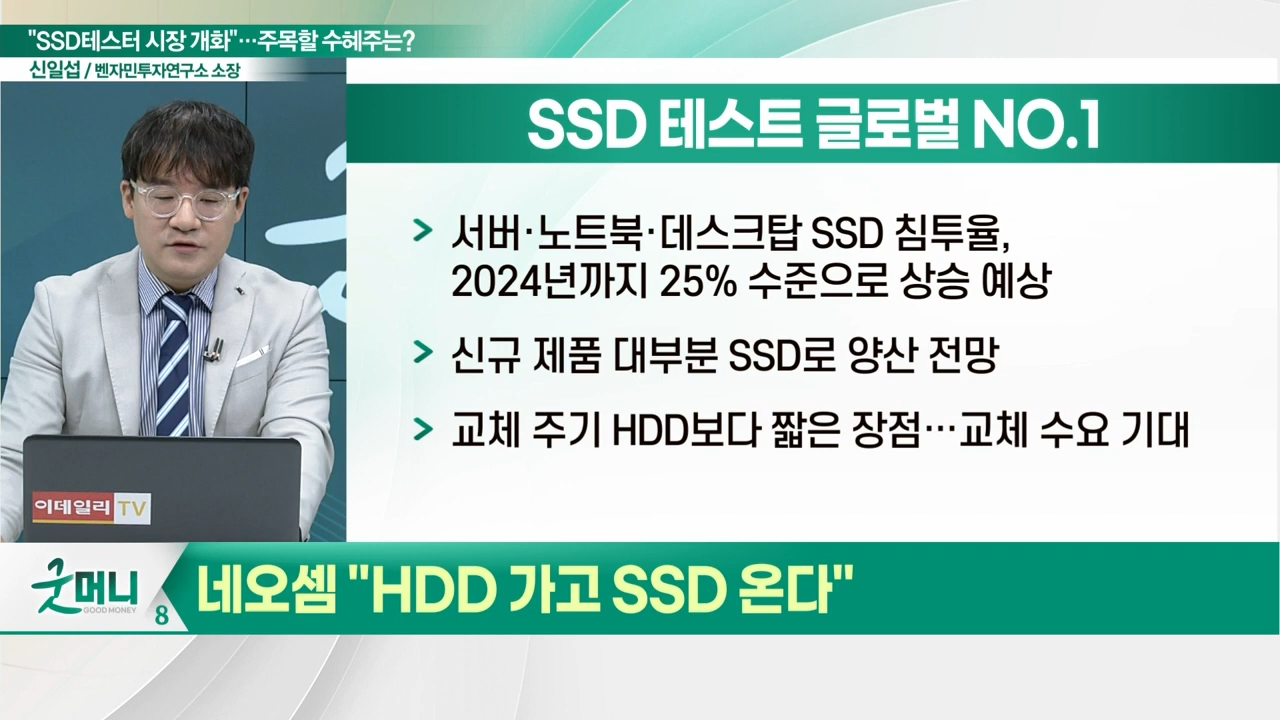 "SSD테스터 시장 개화"…주목할 수혜주는?
신일섭 / 벤자민투자연구소 소장
SSD 테스트 글로벌 NO.1
서버·노트북·데스크탑 SSD 침투율,
2024년까지 25% 수준으로 상승 예상
신규 제품 대부분 SSD로 양산 전망
교체 주기 HDD보다 짧은 장점…교체 수요 기대
이데일리 TV
굿머니
GOOD MONEY
8
네오셈 "HDD 가고 SSD 온다"